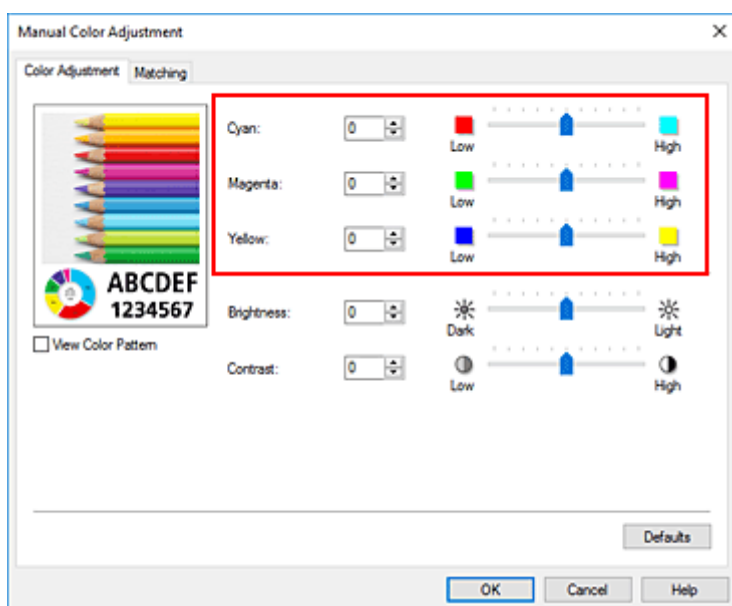 Manual Color Adjustment
Color Adjustment Matching
Cyan: 0
Low High
Magenta: 0
Low High
Yellow: 0
Low High
ABCDEF
1234567
Brightness: 0
Dark Light
View Color Pattern
Contrast: 0
Low High
Defaults
OK Cancel Help